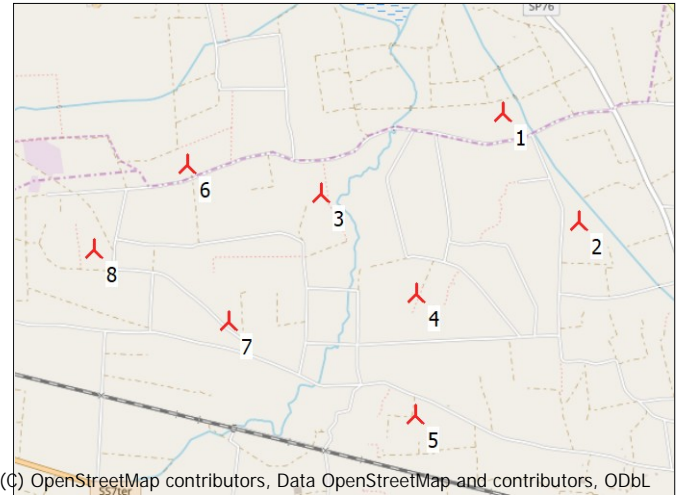 SP76
1
6
3
2
8
4
7
5
(C) OpenStreetMap contributors, Data OpenStreetMap and contributors, ODbL
SS7ter